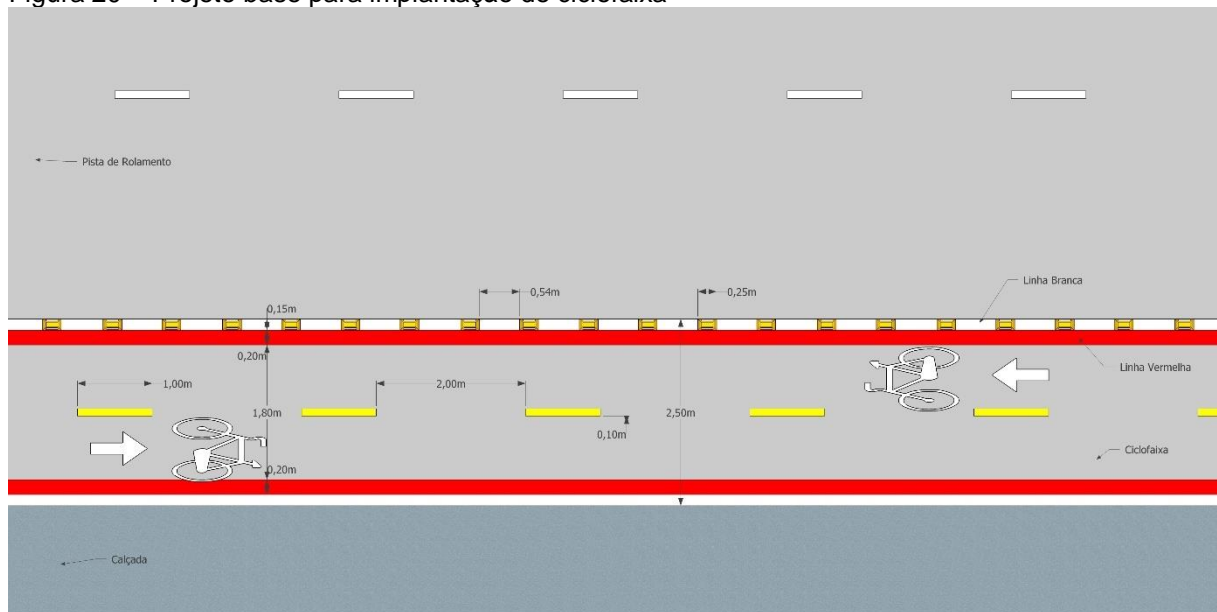 Figura 20 – Projeto base para implantação de ciclofaixa
Pista de Rolamento
Linha Branca
0,54m
0,25m
0,15m
0,20m
Linha Vermelha
1,00m
2,00m
1,80m
2,50m
0,10m
Ciclofaixa
0,20m
Calçada